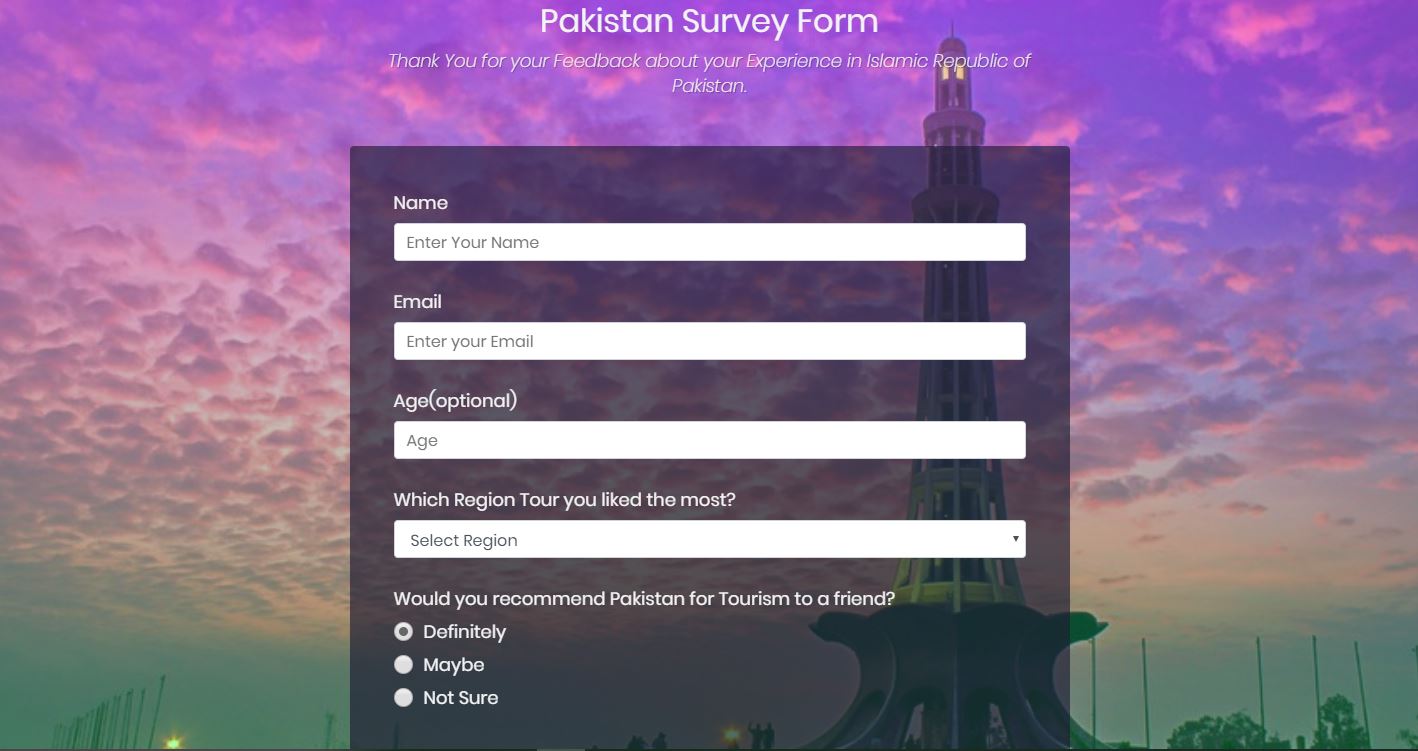 Pakistan Survey Form
Thank You for your Feedback about your Experience in Islamic Republic of
Pakistan.
Name
Enter Your Name
Email
Enter your Email
Age(optional)
Age
Which Region Tour you liked the most?
Select Region
Would you recommend Pakistan for Tourism to a friend?
Definitely
Maybe
Not Sure